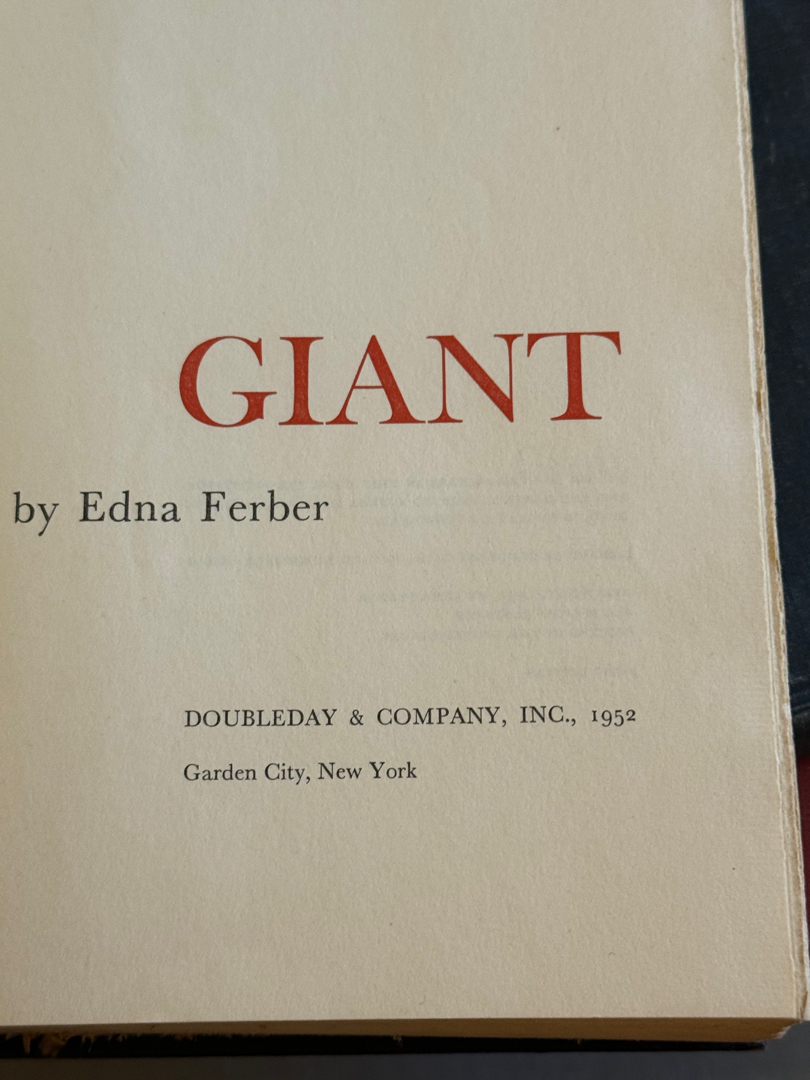 GIANT
by Edna Ferber
DOUBLEDAY & COMPANY, INC., 1952
Garden City, New York